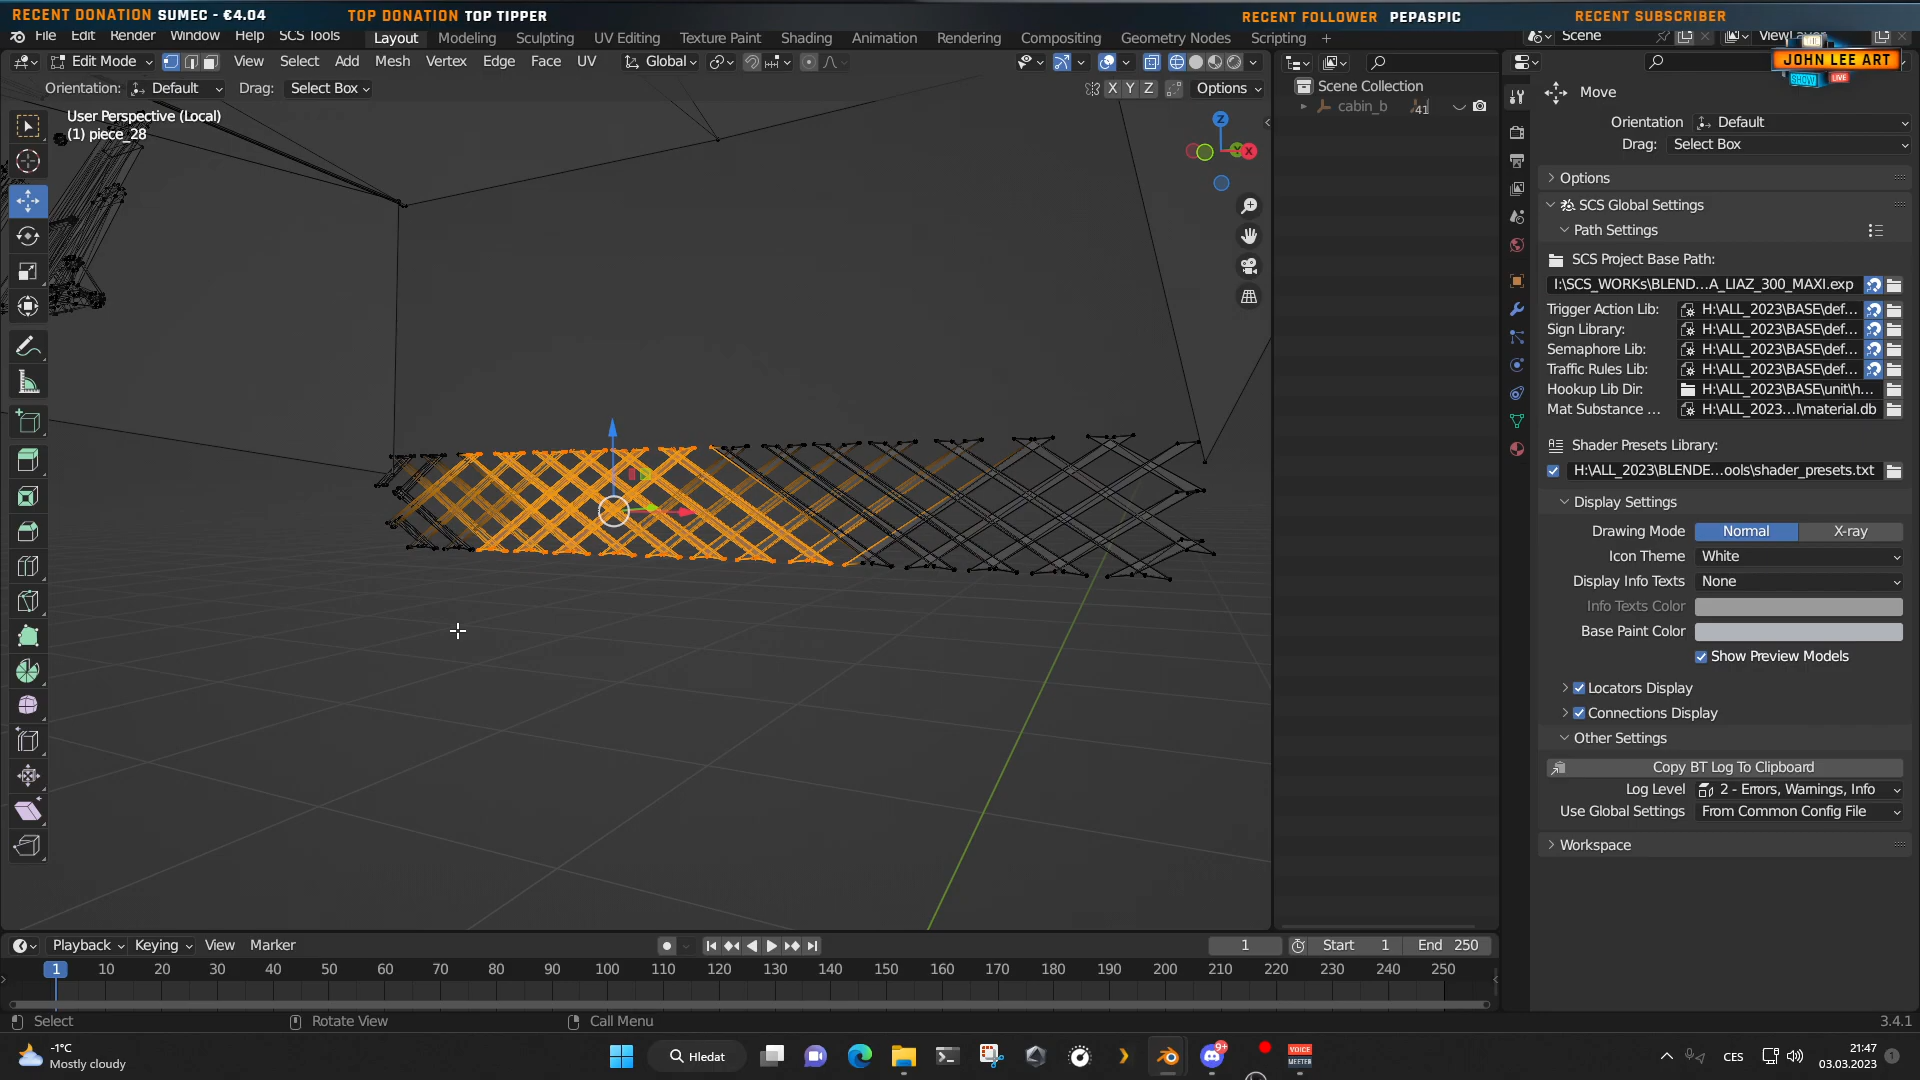 RECENT DONATION SUMEC - €4.04
TOP DONATION TOP TIPPER
RECENT FOLLOWER PEPASPIC
RECENT SUBSCRIBER
File Edit Render Window Help SCS Tools
Layout Modeling Sculpting UV Editing Texture Paint Shading Animation Rendering Compositing Geometry Nodes Scripting +
Scene
ViewLayer
JOHN LEE ART
SHOW LIVE
Edit Mode
View Select Add Mesh Vertex Edge Face UV
Global
Orientation: Default Drag: Select Box
X Y Z Options
User Perspective (Local)
(1) piece_28
Z
Y
X
Scene Collection
cabin_b 41
Move
Orientation Default
Drag: Select Box
Options
SCS Global Settings
Path Settings
SCS Project Base Path:
I:\SCS_WORKs\BLEND...A_LIAZ_300_MAXI.exp
Trigger Action Lib: H:\ALL_2023\BASE\def...
Sign Library: H:\ALL_2023\BASE\def...
Semaphore Lib: H:\ALL_2023\BASE\def...
Traffic Rules Lib: H:\ALL_2023\BASE\def...
Hookup Lib Dir: H:\ALL_2023\BASE\unit\h...
Mat Substance ... H:\ALL_2023...l\material.db
Shader Presets Library:
H:\ALL_2023\BLENDE...ools\shader_presets.txt
Display Settings
Drawing Mode Normal X-ray
Icon Theme White
Display Info Texts None
Info Texts Color
Base Paint Color
Show Preview Models
Locators Display
Connections Display
Other Settings
Copy BT Log To Clipboard
Log Level 2 - Errors, Warnings, Info
Use Global Settings From Common Config File
Workspace
Playback Keying View Marker
1 Start 1 End 250
1 10 20 30 40 50 60 70 80 90 100 110 120 130 140 150 160 170 180 190 200 210 220 230 240 250
Select Rotate View Call Menu 3.4.1
-1°C
Mostly cloudy
Hledat
9+
VOICE
MEETER
CES
21:47
03.03.2023
1